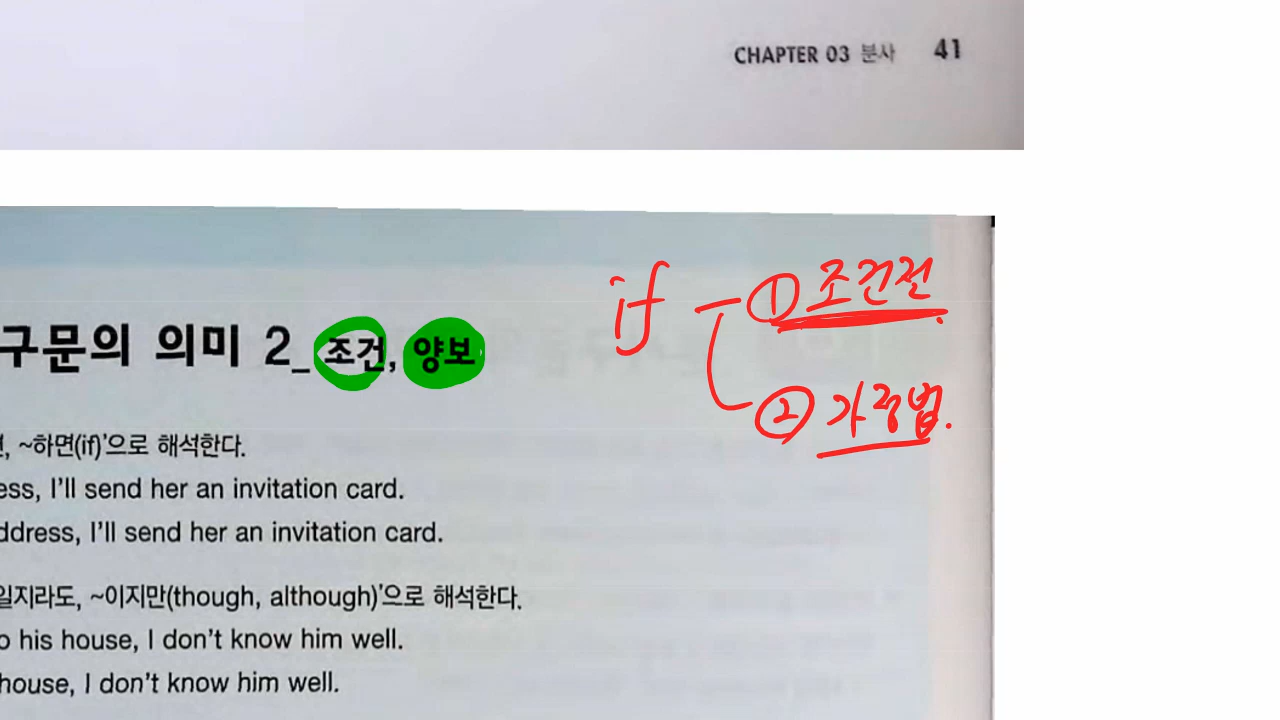 CHAPTER 03 분사 41
구문의 의미 2_ 조건, 양보
if ① 조건절
② 가정법.
, ~하면(if)'으로 해석한다.
ess, I'll send her an invitation card.
ddress, I'll send her an invitation card.
일지라도, ~이지만(though, although)'으로 해석한다.
o his house, I don't know him well.
house, I don't know him well.